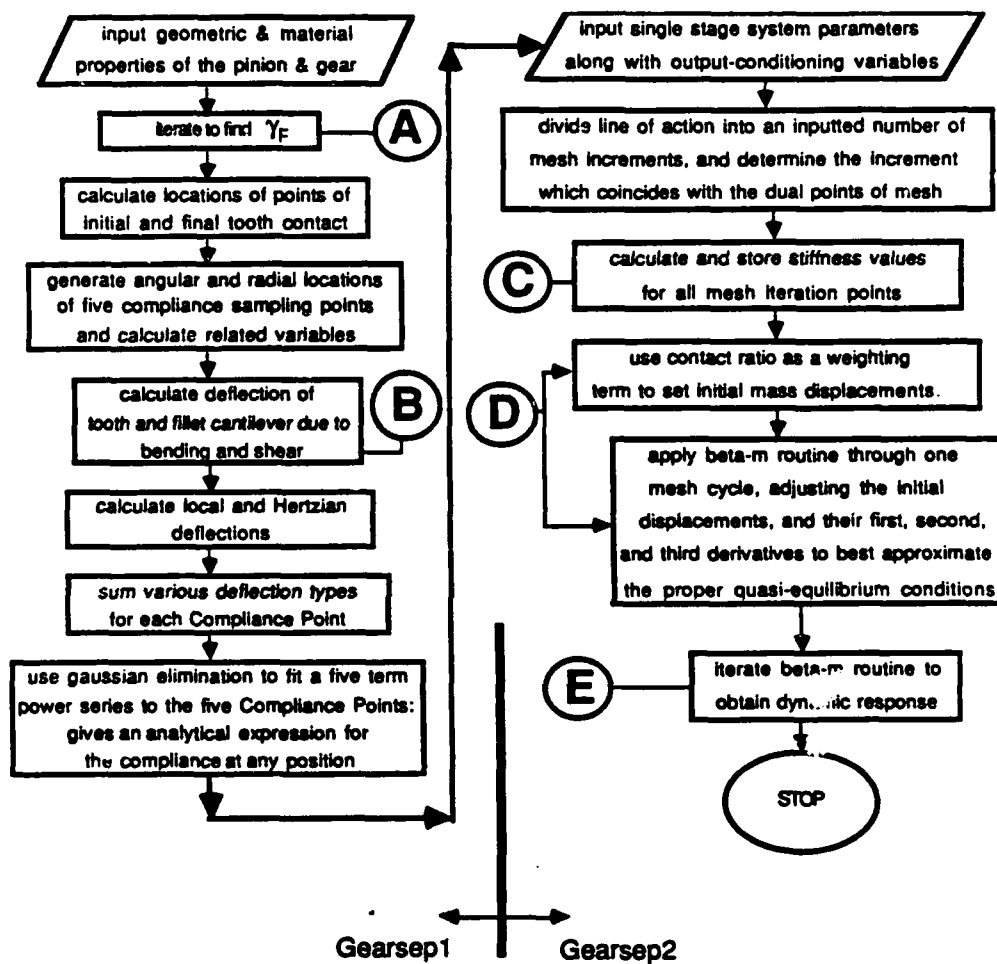 input geometric & material
properties of the pinion & gear
iterate to find γF
A
calculate locations of points of
initial and final tooth contact
generate angular and radial locations
of five compliance sampling points
and calculate related variables
calculate deflection of
tooth and fillet cantilever due to
bending and shear
B
calculate local and Hertzian
deflections
sum various deflection types
for each Compliance Point
use gaussian elimination to fit a five term
power series to the five Compliance Points:
gives an analytical expression for
the compliance at any position
Gearsep1
input single stage system parameters
along with output-conditioning variables
divide line of action into an inputted number of
mesh increments, and determine the increment
which coincides with the dual points of mesh
C
calculate and store stiffness values
for all mesh iteration points
use contact ratio as a weighting
term to set initial mass displacements.
D
apply beta-m routine through one
mesh cycle, adjusting the initial
displacements, and their first, second,
and third derivatives to best approximate
the proper quasi-equilibrium conditions
E
iterate beta-m routine to
obtain response
STOP
Gearsep2